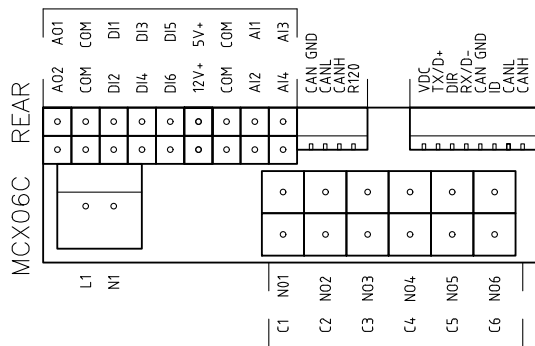 MCX06C REAR
AO1 COM DI1 DI3 DI5 5V+ COM AI1 AI3
AO2 COM DI2 DI4 DI6 12V+ COM AI2 AI4
CAN GND
CANL
CANH
R120
VDC
TX/D+
DIR
RX/D-
CAN GND
ID
CANL
CANH
L1 N1
NO1 NO2 NO3 NO4 NO5 NO6
C1 C2 C3 C4 C5 C6